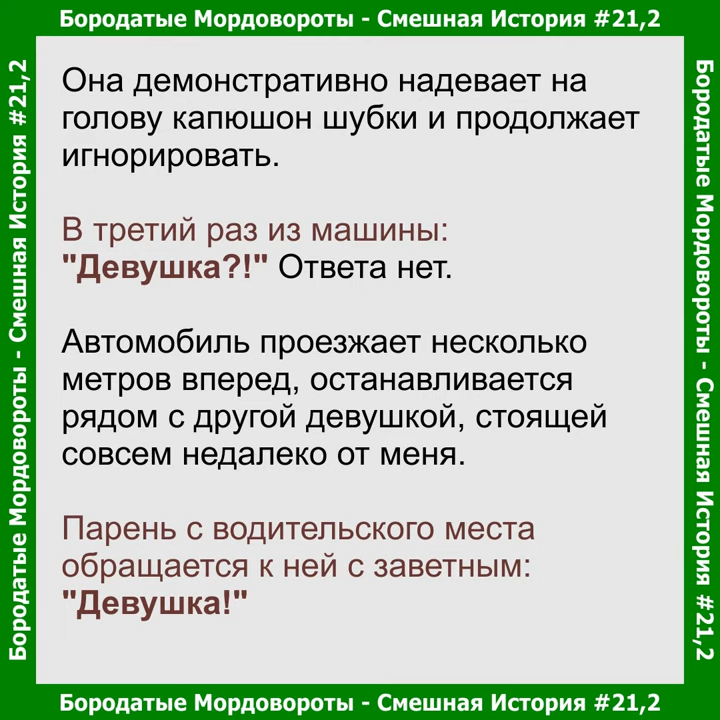 Бородатые Мордовороты - Смешная История #21,2
Бородатые Мордовороты - Смешная История #21,2
Она демонстративно надевает на
голову капюшон шубки и продолжает
игнорировать.
В третий раз из машины:
"Девушка?!" Ответа нет.
Автомобиль проезжает несколько
метров вперед, останавливается
рядом с другой девушкой, стоящей
совсем недалеко от меня.
Парень с водительского места
обращается к ней с заветным:
"Девушка!"
Бородатые Мордовороты - Смешная История #21,2
Бородатые Мордовороты - Смешная История #21,2